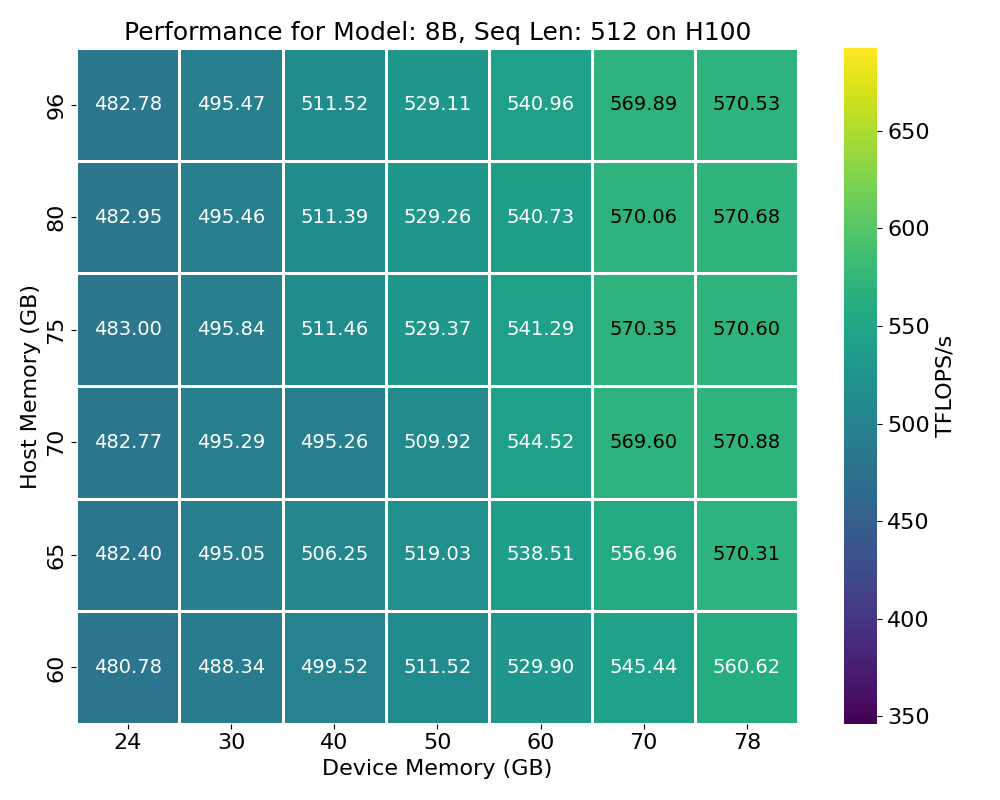 Performance for Model: 8B, Seq Len: 512 on H100
96 482.78 495.47 511.52 529.11 540.96 569.89 570.53
80 482.95 495.46 511.39 529.26 540.73 570.06 570.68
75 483.00 495.84 511.46 529.37 541.29 570.35 570.60
70 482.77 495.29 495.26 509.92 544.52 569.60 570.88
65 482.40 495.05 506.25 519.03 538.51 556.96 570.31
60 480.78 488.34 499.52 511.52 529.90 545.44 560.62
24 30 40 50 60 70 78
Device Memory (GB)
Host Memory (GB)
650
600
550
500
450
400
350
TFLOPS/s